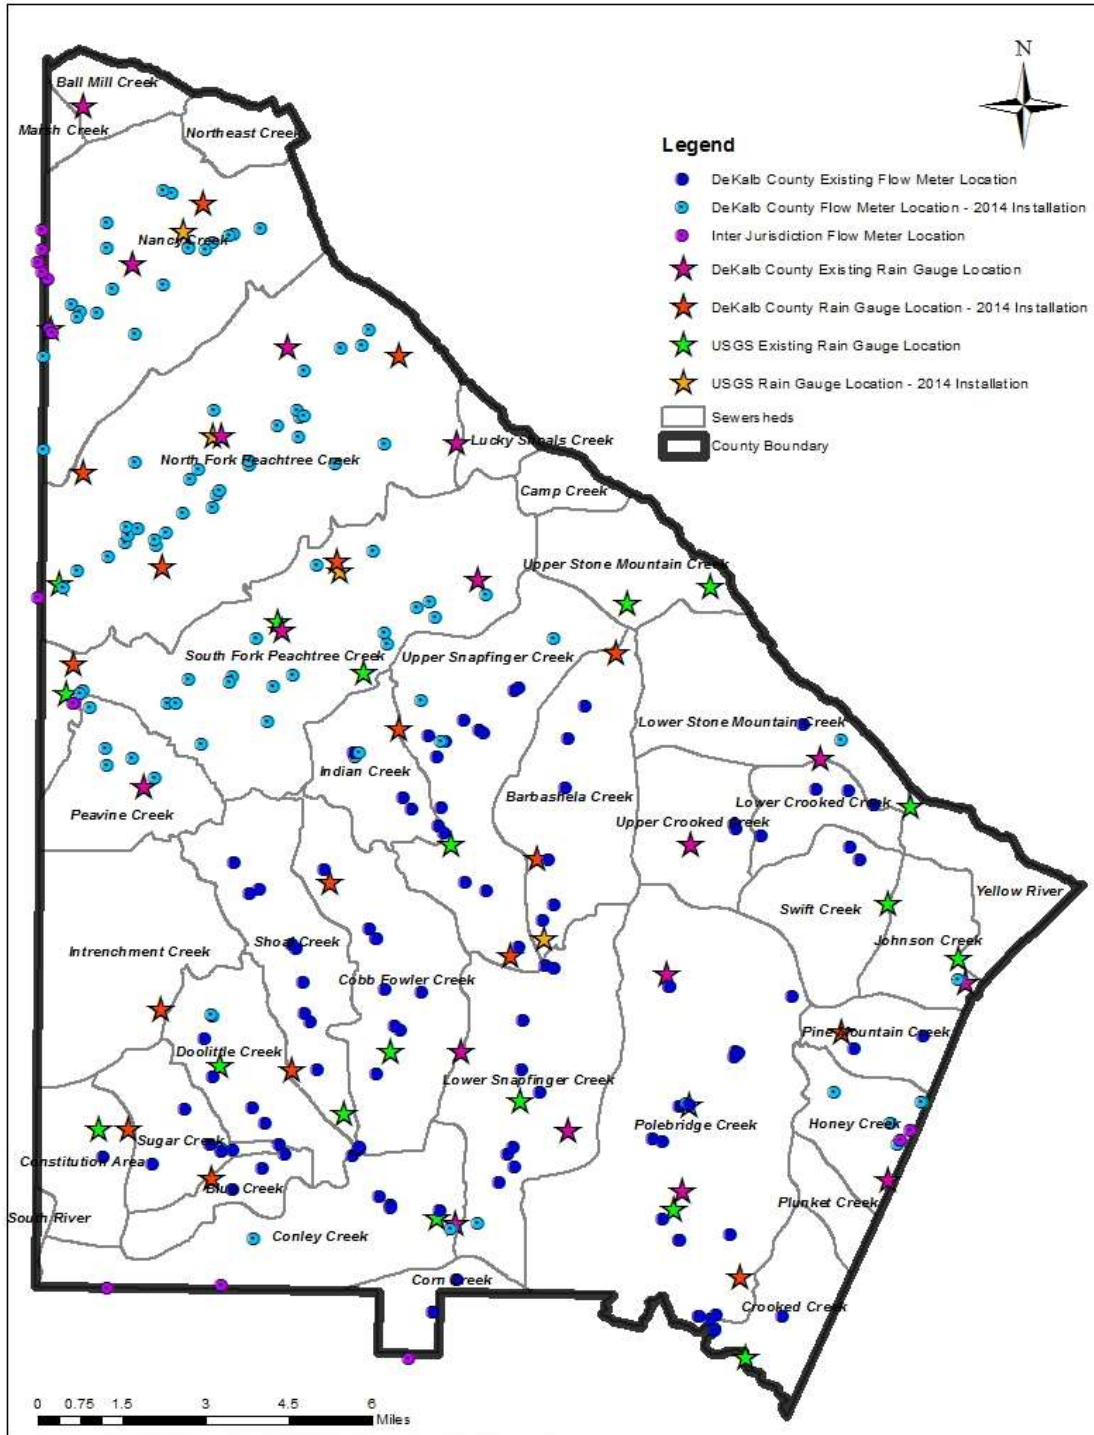 N
Ball Mill Creek
Marsh Creek
Northeast Creek
Legend
DeKalb County Existing Flow Meter Location
DeKalb County Flow Meter Location - 2014 Installation
Inter Jurisdiction Flow Meter Location
DeKalb County Existing Rain Gauge Location
DeKalb County Rain Gauge Location - 2014 Installation
USGS Existing Rain Gauge Location
USGS Rain Gauge Location - 2014 Installation
Sewersheds
County Boundary
Nancy Creek
Lucky Shoals Creek
North Fork Peachtree Creek
Camp Creek
Upper Stone Mountain Creek
South Fork Peachtree Creek
Upper Snapfinger Creek
Lower Stone Mountain Creek
Indian Creek
Barbashela Creek
Lower Crooked Creek
Peavine Creek
Upper Crooked Creek
Yellow River
Swift Creek
Intrenchment Creek
Shoal Creek
Johnson Creek
Cobb Fowler Creek
Pine Mountain Creek
Doolittle Creek
Lower Snapfinger Creek
Polebridge Creek
Honey Creek
Sugar Creek
Constitution Area
Blue Creek
Plunket Creek
South River
Conley Creek
Corn Creek
Crooked Creek
0 0.75 1.5 3 4.5 6
Miles